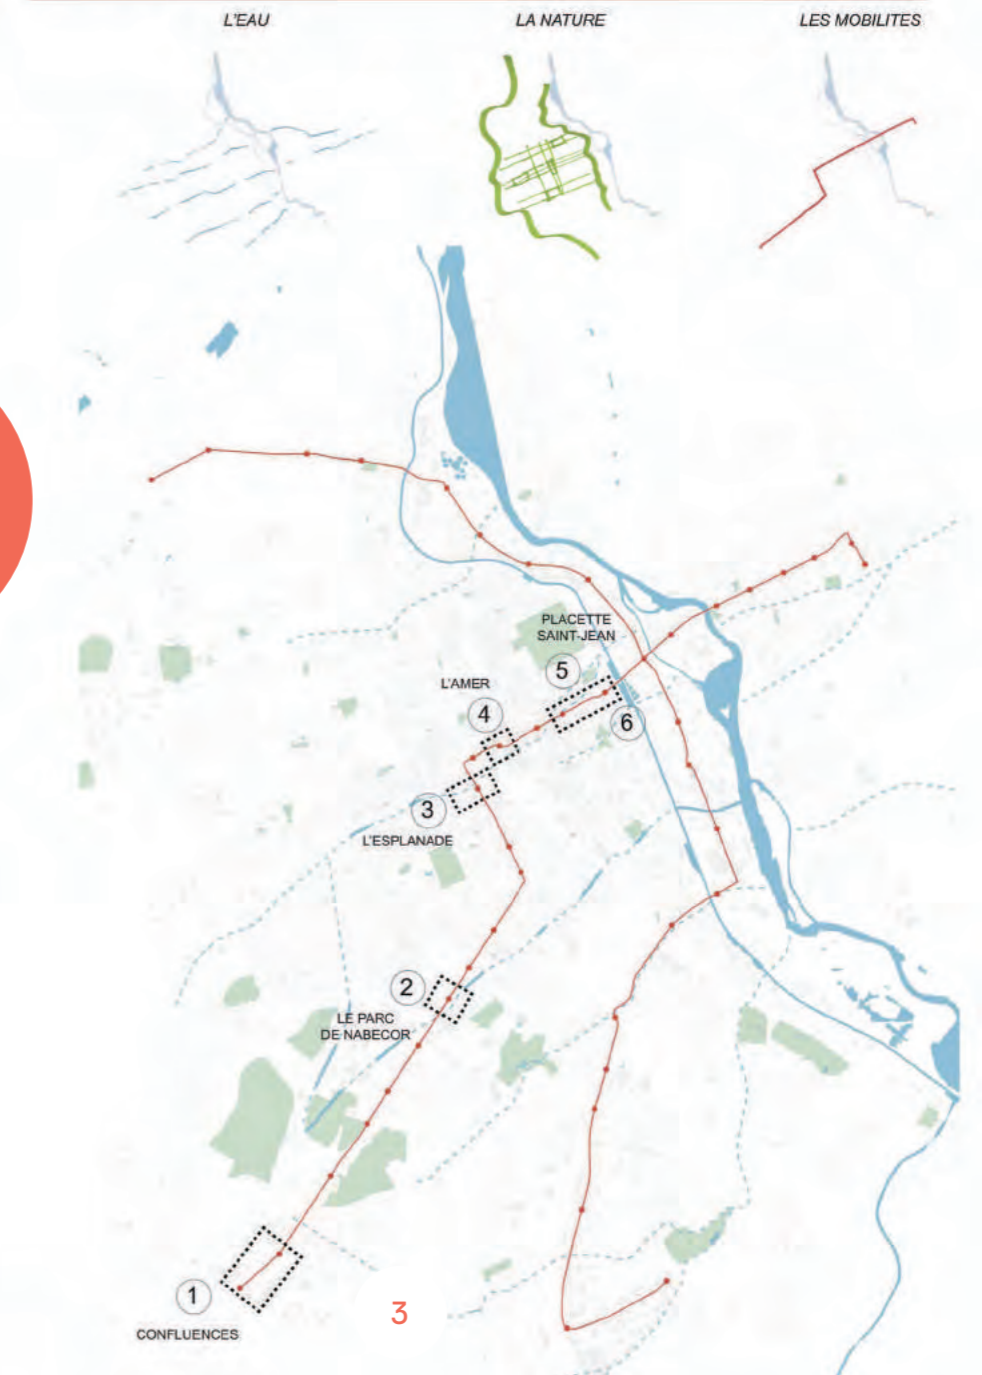 L'EAU
LA NATURE
LES MOBILITES
PLACETTE
SAINT-JEAN
5
L'AMER
4
6
3
L'ESPLANADE
2
LE PARC
DE NABECOR
1
3
CONFLUENCES